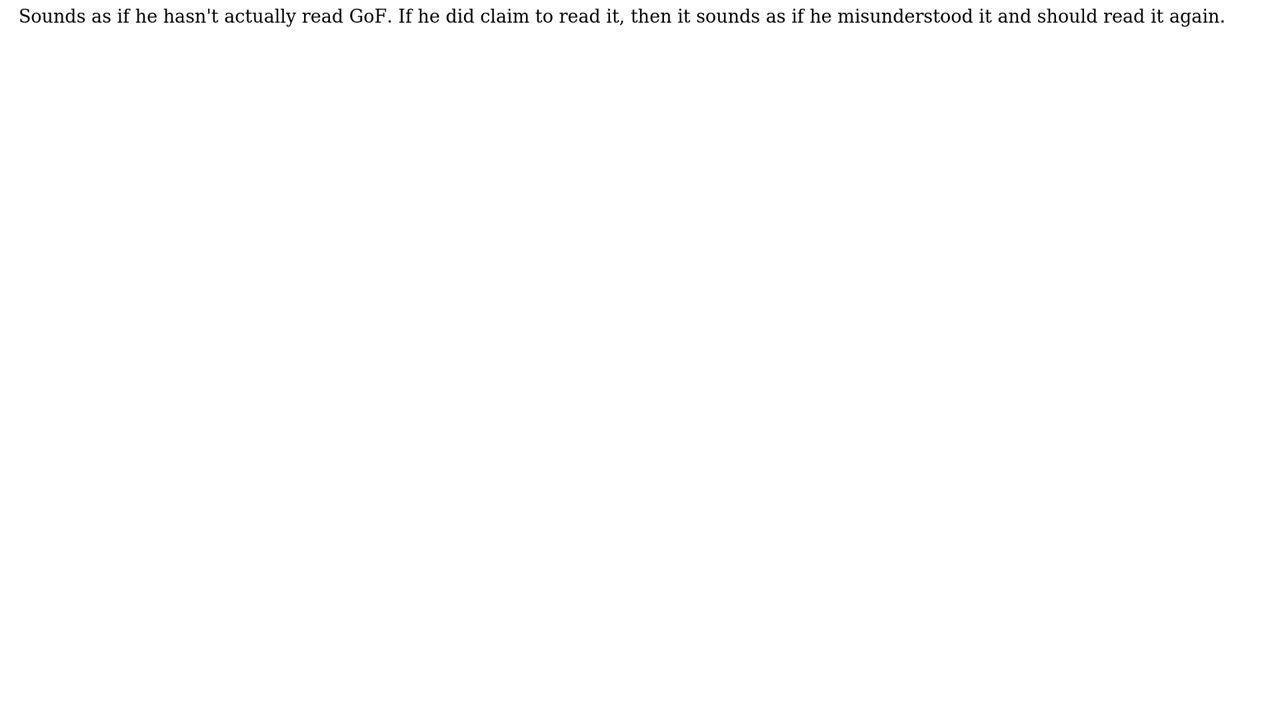 Sounds as if he hasn't actually read GoF. If he did claim to read it, then it sounds as if he misunderstood it and should read it again.